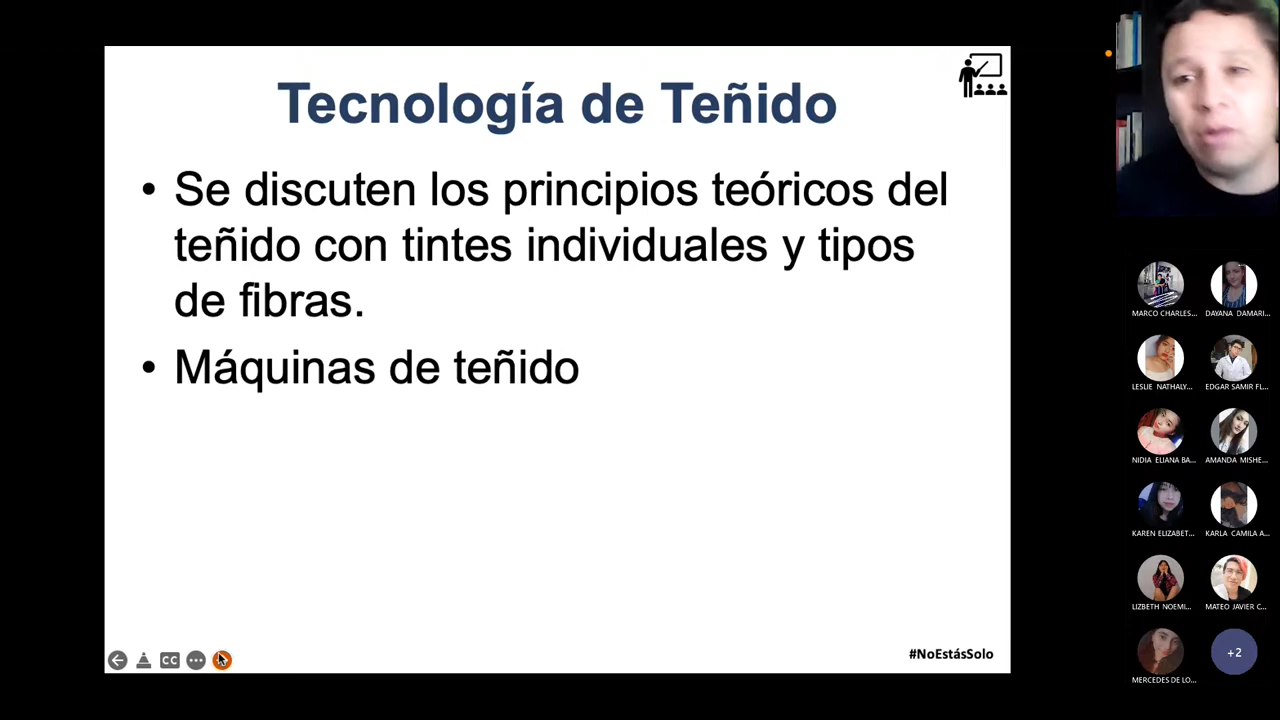 Tecnología de Teñido
• Se discuten los principios teóricos del
teñido con tintes individuales y tipos
de fibras.
• Máquinas de teñido
CC
#NoEstásSolo
MARCO CHARLES...
DAYANA DAMARI...
LESLIE NATHALY...
EDGAR SAMIR FL...
NIDIA ELIANA BA...
AMANDA MISHE...
KAREN ELIZABET...
KARLA CAMILA A...
LIZBETH NOEMI...
MATEO JAVIER C...
MERCEDES DE LO...
+2